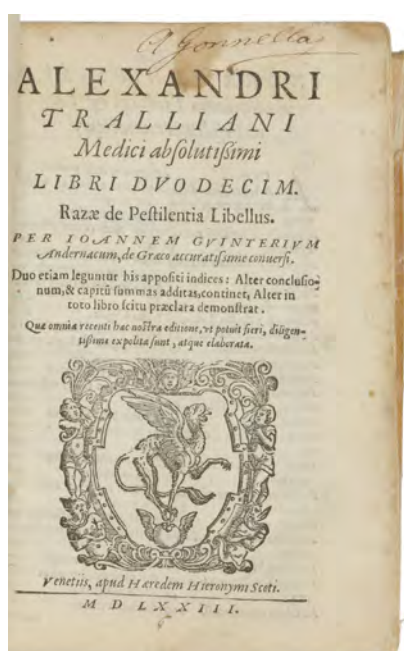 A Gonnella
ALEXANDRI
TRALLIANI
Medici absolutißimi
LIBRI DVODECIM.
Razæ de Peſtilentia Libellus.
PER IOANNEM GVINTERIVM
Andernacum, de Græco accuratiſsime conuerſi.
Duo etiam leguntur his appoſiti indices: Alter concluſio-
num, & capitũ ſummas additas, continet, Alter in
toto libro ſcitu præclara demonſtrat.
Quæ omnia recenti hac noſtra editione, vt potuit fieri, diligen-
tißime expolita ſunt, atque elaborata.
Venetiis, apud Hæredem Hieronymi Scoti.
M D LXXIII.